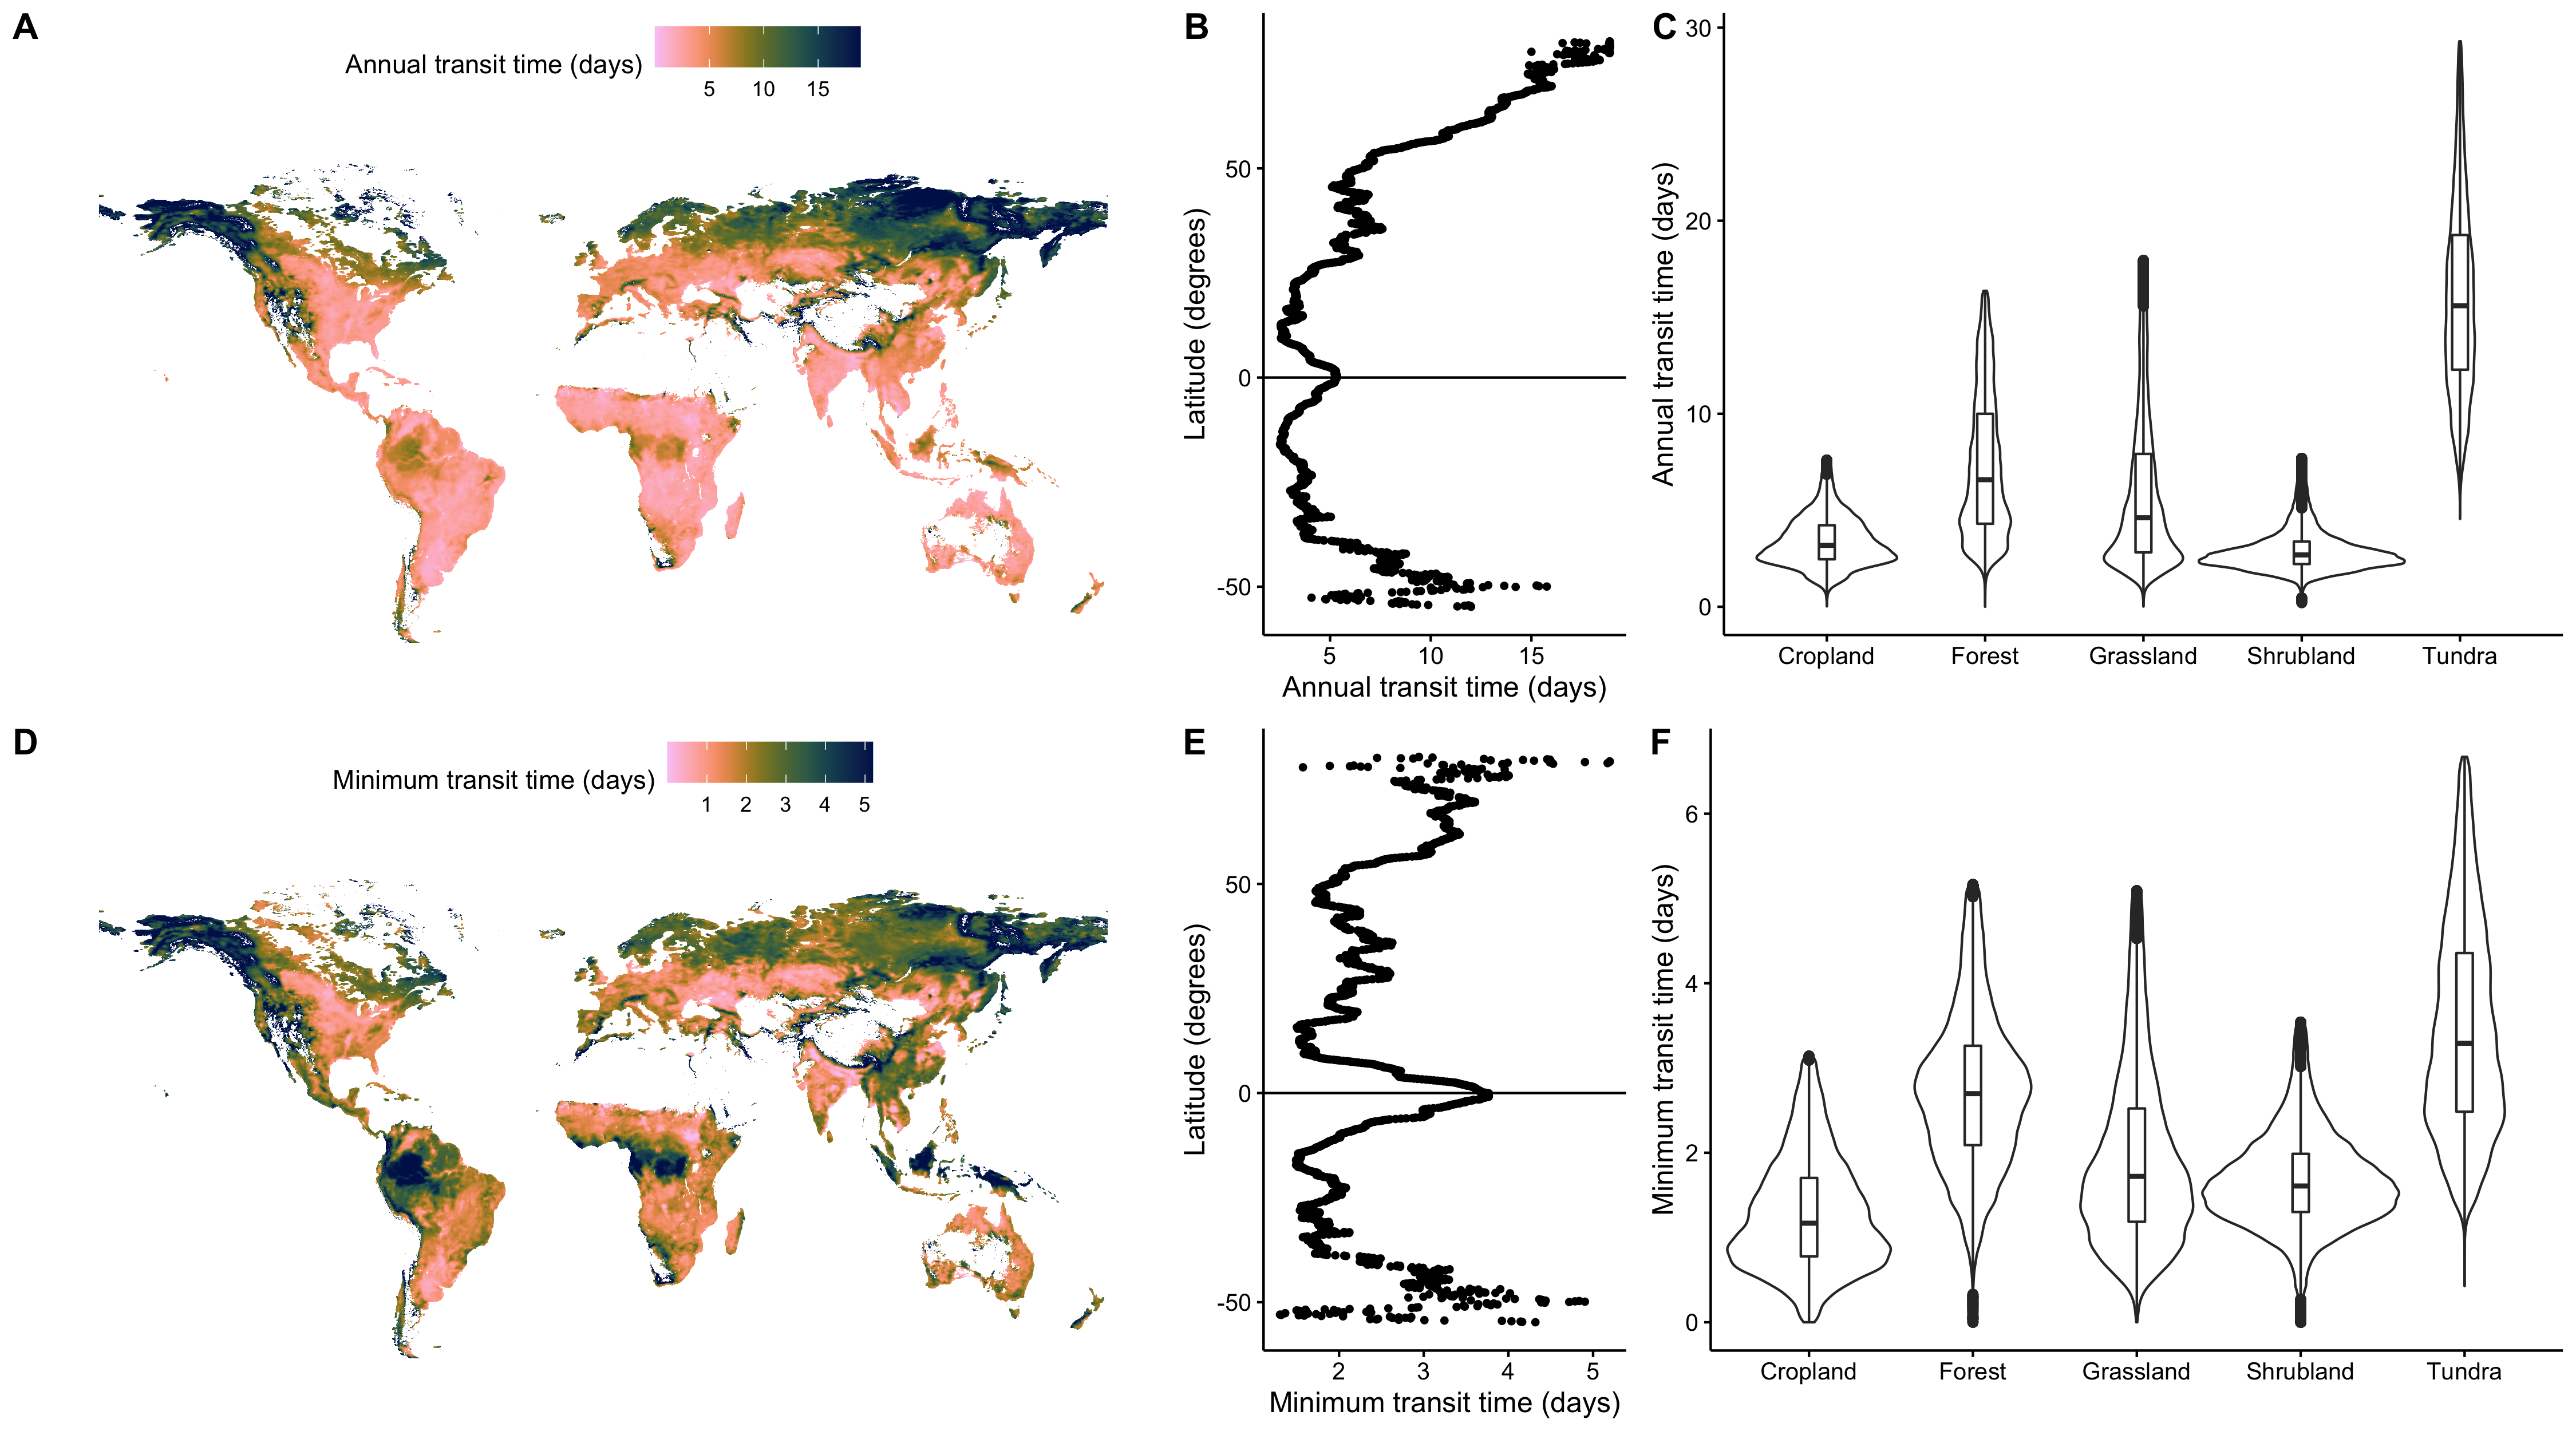 A
Annual transit time (days)
5 10 15
B
Latitude (degrees)
50
0
-50
5 10 15
Annual transit time (days)
C
Annual transit time (days)
30
20
10
0
Cropland Forest Grassland Shrubland Tundra
D
Minimum transit time (days)
1 2 3 4 5
E
Latitude (degrees)
50
0
-50
2 3 4 5
Minimum transit time (days)
F
Minimum transit time (days)
6
4
2
0
Cropland Forest Grassland Shrubland Tundra